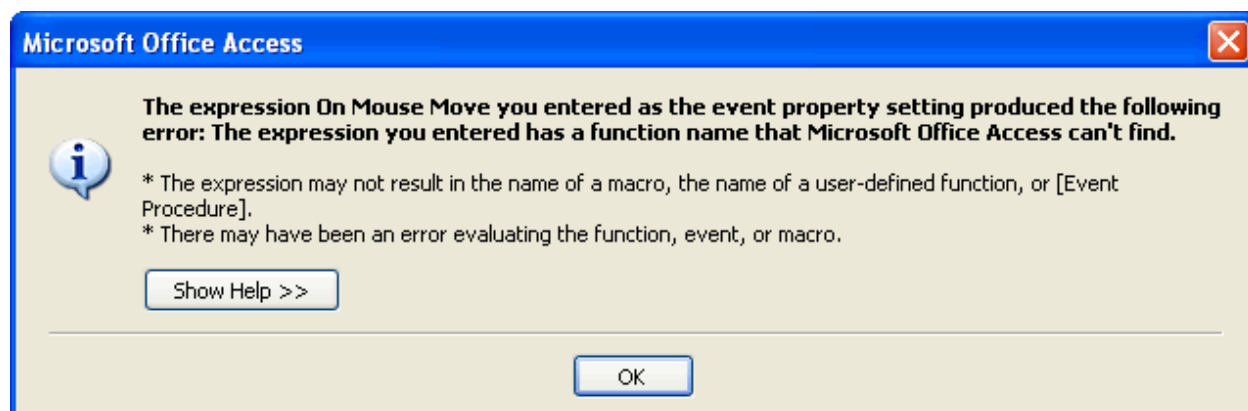 Microsoft Office Access
The expression On Mouse Move you entered as the event property setting produced the following
error: The expression you entered has a function name that Microsoft Office Access can't find.
* The expression may not result in the name of a macro, the name of a user-defined function, or [Event
Procedure].
* There may have been an error evaluating the function, event, or macro.
Show Help >>
OK